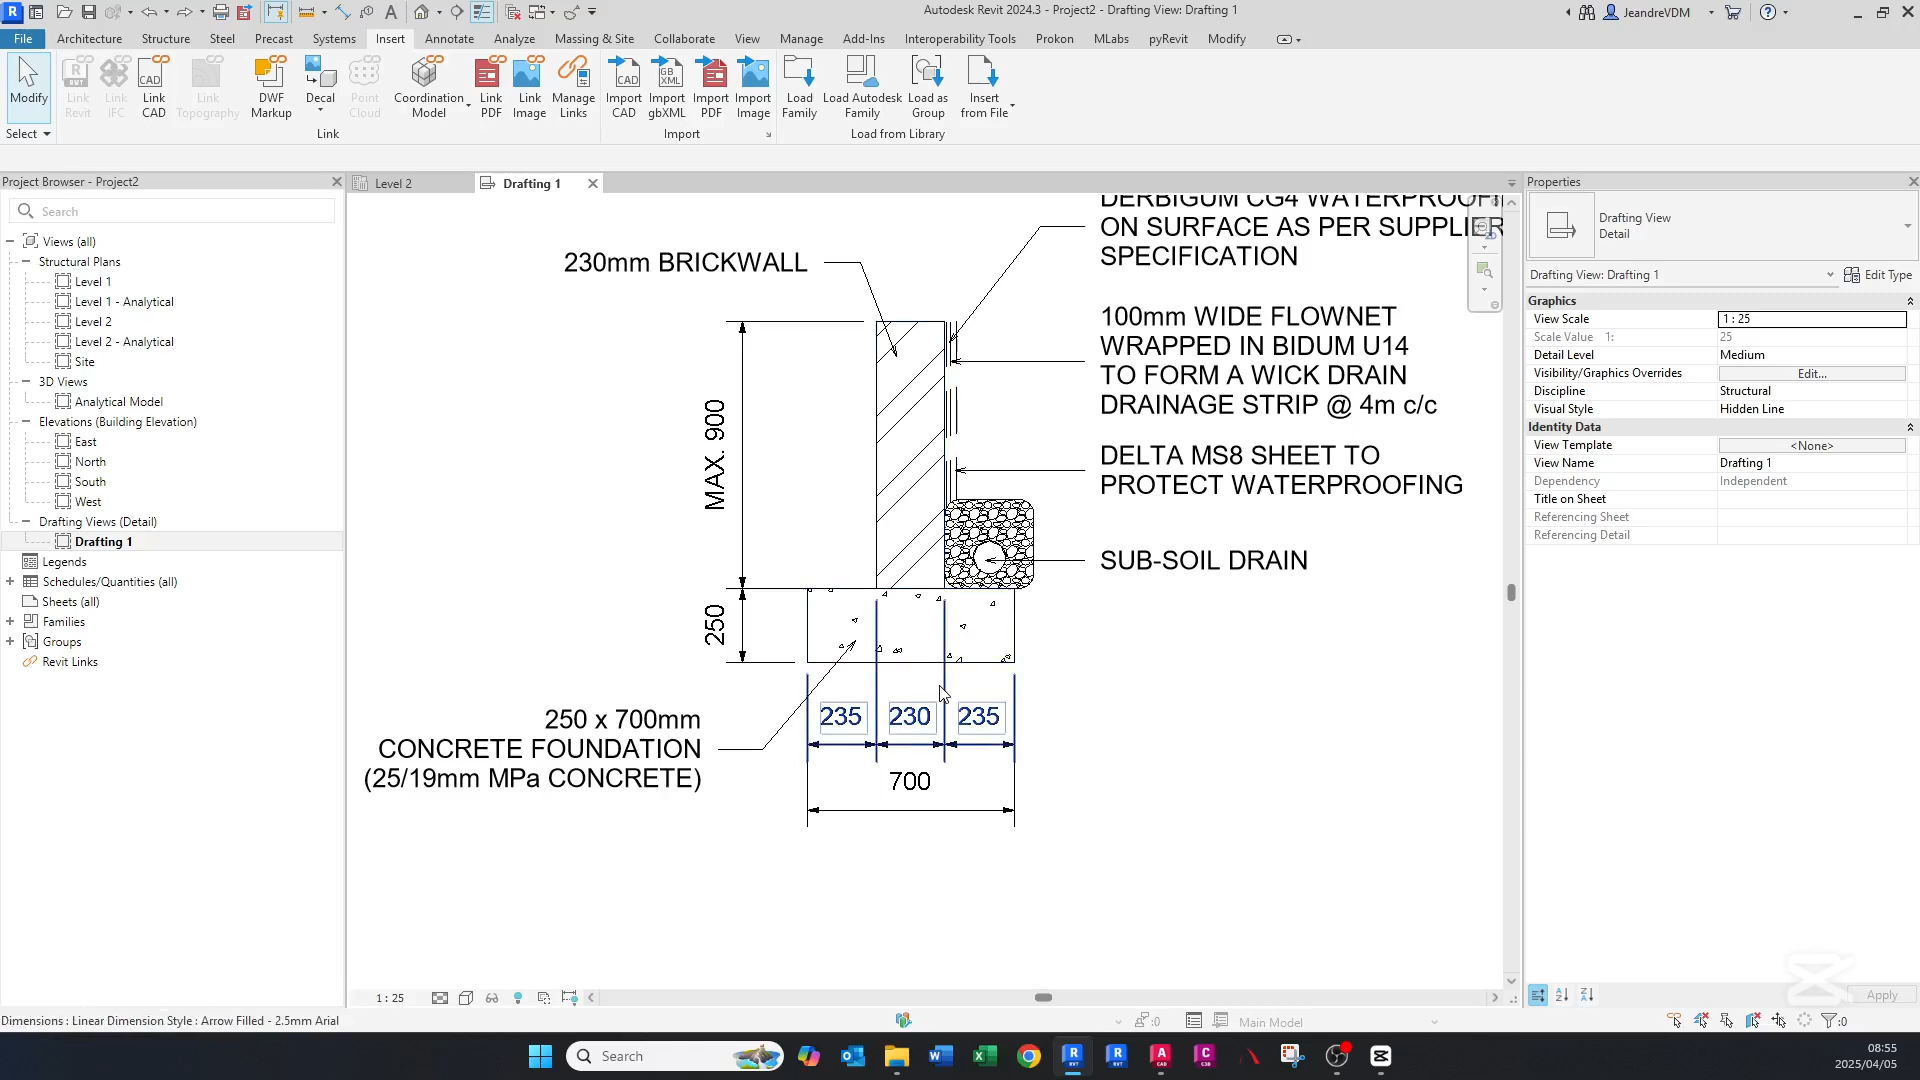 Autodesk Revit 2024.3 - Project2 - Drafting View: Drafting 1
JeandreVDM
File
Architecture
Structure
Steel
Precast
Systems
Insert
Annotate
Analyze
Massing & Site
Collaborate
View
Manage
Add-Ins
Interoperability Tools
Prokon
MLabs
pyRevit
Modify
Modify
Link
Revit
Link
IFC
Link
CAD
Link
Topography
DWF
Markup
Decal
Point
Cloud
Coordination
Model
Link
PDF
Link
Image
Manage
Links
Import
CAD
Import
gbXML
Import
PDF
Import
Image
Load
Family
Load Autodesk
Family
Load as
Group
Insert
from File
Select
Link
Import
Load from Library
Project Browser - Project2
Search
Views (all)
Structural Plans
Level 1
Level 1 - Analytical
Level 2
Level 2 - Analytical
Site
3D Views
Analytical Model
Elevations (Building Elevation)
East
North
South
West
Drafting Views (Detail)
Drafting 1
Legends
Schedules/Quantities (all)
Sheets (all)
Families
Groups
Revit Links
Level 2
Drafting 1
DERBIGUM CG4 WATERPROOFI
ON SURFACE AS PER SUPPLIER
SPECIFICATION
230mm BRICKWALL
100mm WIDE FLOWNET
WRAPPED IN BIDUM U14
TO FORM A WICK DRAIN
DRAINAGE STRIP @ 4m c/c
MAX. 900
DELTA MS8 SHEET TO
PROTECT WATERPROOFING
SUB-SOIL DRAIN
250
250 x 700mm
CONCRETE FOUNDATION
(25/19mm MPa CONCRETE)
235
230
235
700
1 : 25
Properties
Drafting View
Detail
Drafting View: Drafting 1
Edit Type
Graphics
View Scale
1 : 25
Scale Value 1:
25
Detail Level
Medium
Visibility/Graphics Overrides
Edit...
Discipline
Structural
Visual Style
Hidden Line
Identity Data
View Template
<None>
View Name
Drafting 1
Dependency
Independent
Title on Sheet
Referencing Sheet
Referencing Detail
Apply
Dimensions : Linear Dimension Style : Arrow Filled - 2.5mm Arial
:0
Main Model
:0
Search
08:55
2025/04/05